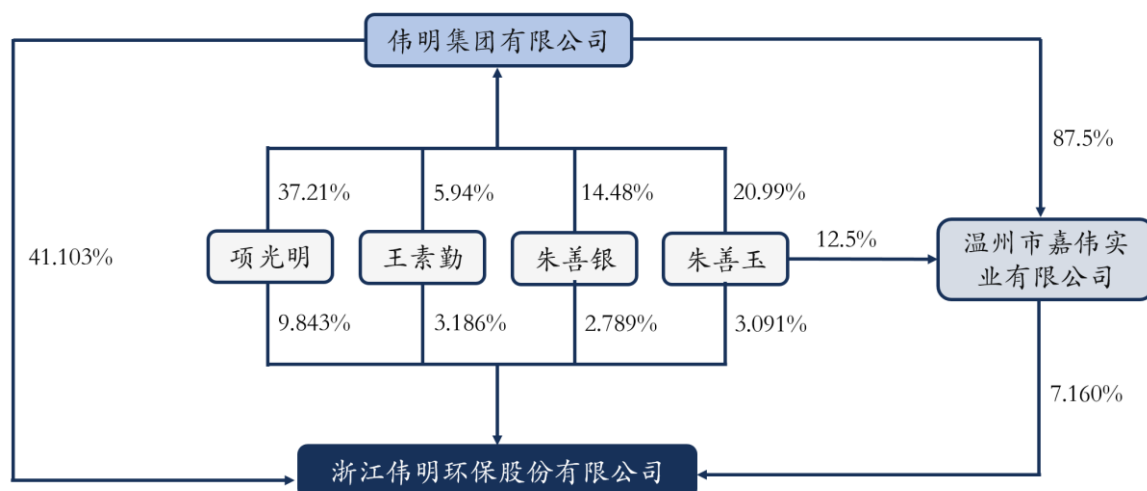 伟明集团有限公司
87.5%
37.21%
5.94%
14.48%
20.99%
41.103%
项光明
王素勤
朱善银
朱善玉
12.5%
温州市嘉伟实
业有限公司
9.843%
3.186%
2.789%
3.091%
7.160%
浙江伟明环保股份有限公司